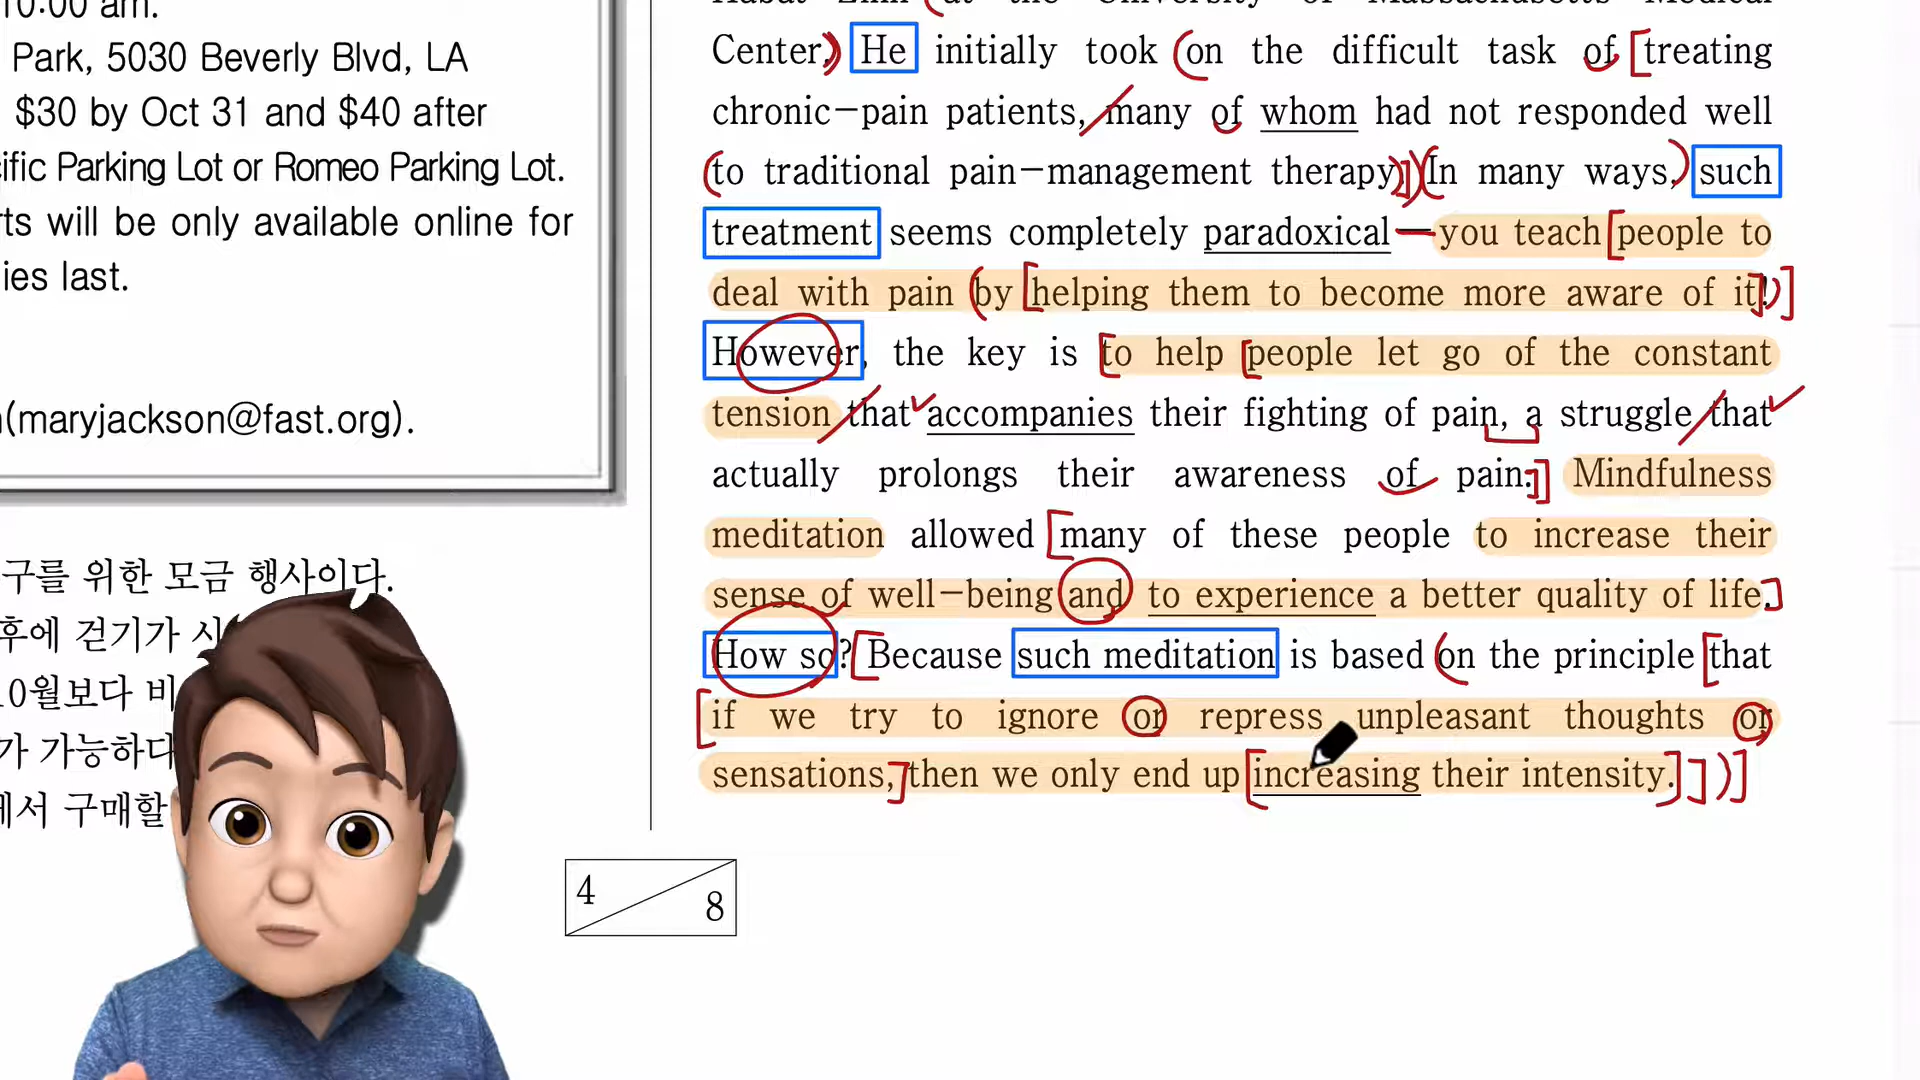 10:00 am.
Park, 5030 Beverly Blvd, LA
$30 by Oct 31 and $40 after
Parking Lot or Romeo Parking Lot.
will be only available online for
last.
(maryjackson@fast.org).
구를 위한 모금 행사이다.
후에 걷기가
10월보다
가 가능하다
에서 구매할
at the University of Massachusetts Medical
Center. He initially took on the difficult task of treating
chronic-pain patients, many of whom had not responded well
to traditional pain-management therapy. In many ways, such
treatment seems completely paradoxical—you teach people to
deal with pain by helping them to become more aware of it!
However, the key is to help people let go of the constant
tension that accompanies their fighting of pain, a struggle that
actually prolongs their awareness of pain. Mindfulness
meditation allowed many of these people to increase their
sense of well-being and to experience a better quality of life.
How so? Because such meditation is based on the principle that
if we try to ignore or repress unpleasant thoughts or
sensations, then we only end up increasing their intensity.
4
8